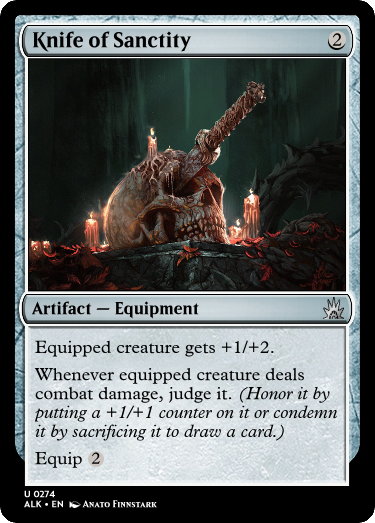 Knife of Sanctity 2
Artifact — Equipment
Equipped creature gets +1/+2.
Whenever equipped creature deals
combat damage, judge it. (Honor it by
putting a +1/+1 counter on it or condemn
it by sacrificing it to draw a card.)
Equip 2
U 0274
ALK • EN Anato Finnstark